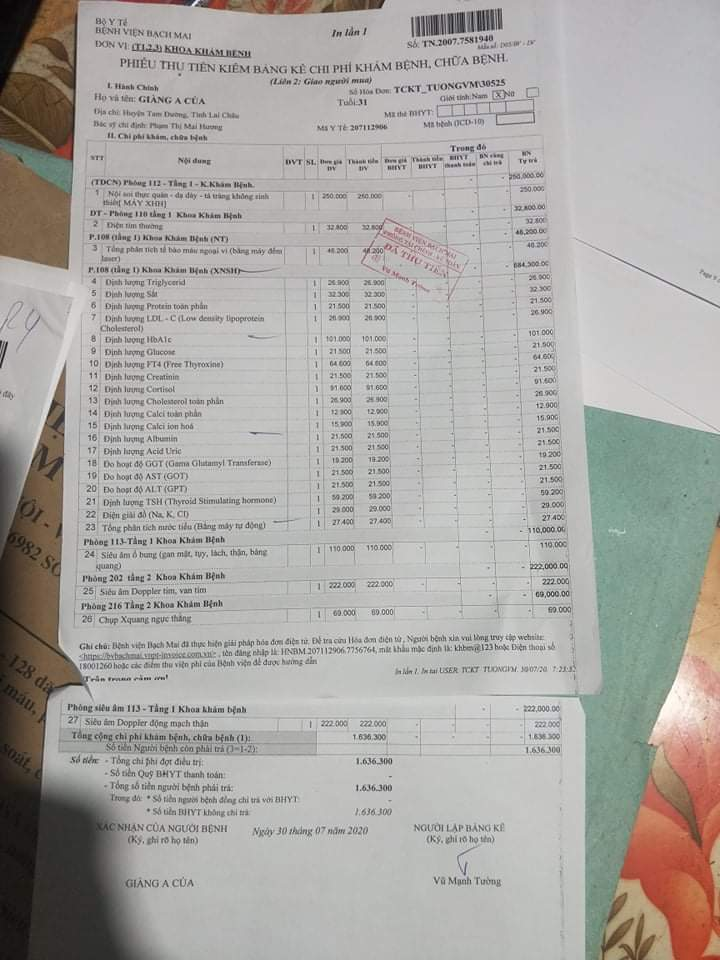 Bộ Y Tế
BỆNH VIỆN BẠCH MAI
ĐƠN VỊ: (T1,2,3) KHOA KHÁM BỆNH
In lần 1
Số: TN.2007.7581940
Mẫu số: D02/BV - DV
PHIẾU THU TIỀN KIÊM BẢNG KÊ CHI PHÍ KHÁM BỆNH, CHỮA BỆNH.
(Liên 2: Giao người mua)
Số Hóa Đơn: TCKT_TUONGVM\30525
I. Hành Chính
Họ và tên: GIÀNG A CỦA Tuổi: 31 Giới tính: Nam X Nữ
Địa chỉ: Huyện Tam Đường, Tỉnh Lai Châu Mã thẻ BHYT:
Bác sỹ chỉ định: Phạm Thị Mai Hương Mã Y Tế: 207112906 Mã bệnh (ICD-10)
II. Chi phí khám, chữa bệnh
Trong đó
STT Nội dung ĐVT SL Đơn giá DV Thành tiền DV Đơn giá BHYT Thành tiền BHYT BHYT thanh toán BN cùng chi trả BN Tự trả
(TDCN) Phòng 112 - Tầng 1 - K.Khám Bệnh. - - 250,000.00
1 Nội soi thực quản - dạ dày - tá tràng không sinh thiết[ MÁY XHH] 1 250.000 250.000 - - - - 250.000
DT - Phòng 110 tầng 1 Khoa Khám Bệnh - - 32,800.00
2 Điện tim thường 1 32.800 32.800 - - 32.800
P.108 (tầng 1) Khoa Khám Bệnh (NT) - - 48,200.00
3 Tổng phân tích tế bào máu ngoại vi (bằng máy đếm laser) 1 48.200 48.200 - - 48.200
P.108 (tầng 1) Khoa Khám Bệnh (XNSH) - - 684,300.00
BỆNH VIỆN BẠCH MAI
ĐÃ THU TIỀN
Vũ Mạnh Tường
4 Định lượng Triglycerid 1 26.900 26.900 - - - - 26.900
5 Định lượng Sắt 1 32.300 32.300 - - - - 32.300
6 Định lượng Protein toàn phần 1 21.500 21.500 - - - - 21.500
7 Định lượng LDL - C (Low density lipoprotein Cholesterol) 1 26.900 26.900 - - - - 26.900
8 Định lượng HbA1c 1 101.000 101.000 - - - - 101.000
9 Định lượng Glucose 1 21.500 21.500 - - - - 21.500
10 Định lượng FT4 (Free Thyroxine) 1 64.600 64.600 - - - - 64.600
11 Định lượng Creatinin 1 21.500 21.500 - - - - 21.500
12 Định lượng Cortisol 1 91.600 91.600 - - - - 91.600
13 Định lượng Cholesterol toàn phần 1 26.900 26.900 - - - - 26.900
14 Định lượng Calci toàn phần 1 12.900 12.900 - - - - 12.900
15 Định lượng Calci ion hoá 1 15.900 15.900 - - - - 15.900
16 Định lượng Albumin 1 21.500 21.500 - - - - 21.500
17 Định lượng Acid Uric 1 21.500 21.500 - - - - 21.500
18 Đo hoạt độ GGT (Gama Glutamyl Transferase) 1 19.200 19.200 - - - - 19.200
19 Đo hoạt độ AST (GOT) 1 21.500 21.500 - - - - 21.500
20 Đo hoạt độ ALT (GPT) 1 21.500 21.500 - - - - 21.500
21 Định lượng TSH (Thyroid Stimulating hormone) 1 59.200 59.200 - - - - 59.200
22 Điện giải đồ (Na, K, Cl) 1 29.000 29.000 - - - - 29.000
23 Tổng phân tích nước tiểu (Bằng máy tự động) 1 27.400 27.400 - - - - 27.400
Phòng 113-Tầng 1 Khoa Khám Bệnh - - 110,000.00
24 Siêu âm ổ bụng (gan mật, tụy, lách, thận, bàng quang) 1 110.000 110.000 - - - - 110.000
Phòng 202 tầng 2 Khoa Khám Bệnh - - 222,000.00
25 Siêu âm Doppler tim, van tim 1 222.000 222.000 - - - - 222.000
Phòng 216 Tầng 2 Khoa Khám Bệnh - - 69,000.00
26 Chụp Xquang ngực thẳng 1 69.000 69.000 - - - - 69.000
Ghi chú: Bệnh viện Bạch Mai đã thực hiện giải pháp hóa đơn điện tử. Để tra cứu Hóa đơn điện tử , Người bệnh xin vui lòng truy cập website:
<https://bvbachmai.vnpt-invoice.com.vn/> , tên đăng nhập là: HNBM.207112906.7756764, mật khẩu mặc định là: khbm@123 hoặc Điện thoại số
18001260 hoặc các điểm thu viện phí của Bệnh viện để được hướng dẫn
Trân trọng cảm ơn!
In lần 1. In tại USER: TCKT_TUONGVM 30/07/20.
Phòng siêu âm 113 - Tầng 1 Khoa khám bệnh - - 222,000.00
27 Siêu âm Doppler động mạch thận 1 222.000 222.000 - - - - 222.000
Tổng cộng chi phí khám bệnh, chữa bệnh (1): 1.636.300 - - - 1.636.300
Số tiền Người bệnh còn phải trả (3=1-2): 1.636.300
Số tiền: - Tổng chi phí đợt điều trị: 1.636.300
- Số tiền Quỹ BHYT thanh toán: -
- Tổng số tiền người bệnh phải trả: 1.636.300
Trong đó: * Số tiền người bệnh đồng chi trả với BHYT: -
* Số tiền BHYT không chi trả: 1.636.300
XÁC NHẬN CỦA NGƯỜI BỆNH Ngày 30 tháng 07 năm 2020 NGƯỜI LẬP BẢNG KÊ
(Ký, ghi rõ họ tên) (Ký, ghi rõ họ tên)
GIÀNG A CỦA Vũ Mạnh Tường